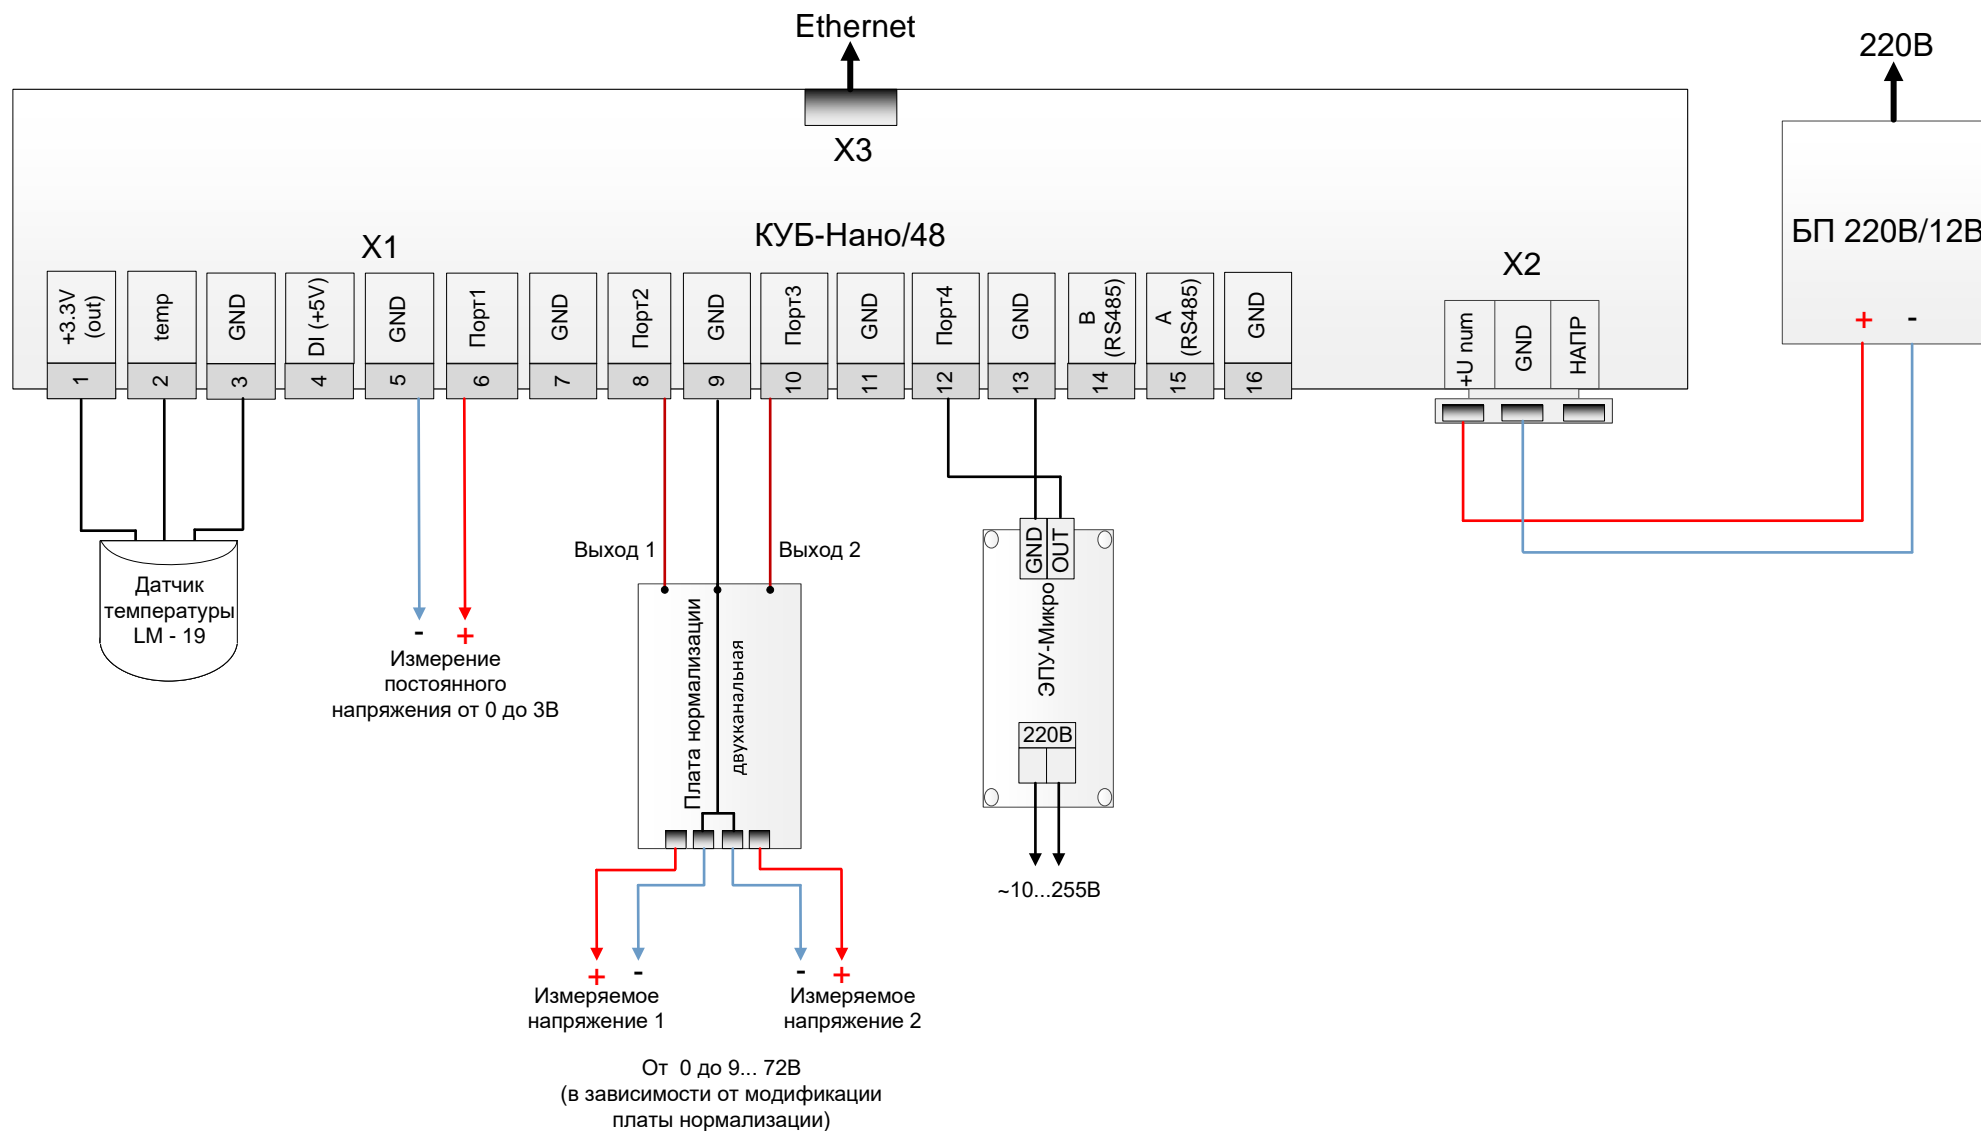 Ethernet
220В
X3
КУБ-Нано/48
X1
X2
БП 220В/12В
+ -
+3.3V
(out)
temp
GND
DI (+5V)
GND
Порт1
GND
Порт2
GND
Порт3
GND
Порт4
GND
B
(RS485)
A
(RS485)
GND
+U num
GND
НАПР
1
2
3
4
5
6
7
8
9
10
11
12
13
14
15
16
Датчик
температуры
LM - 19
- +
Измерение
постоянного
напряжения от 0 до 3В
Выход 1
Выход 2
Плата нормализации
двухканальная
GND
OUT
ЭПУ-Микро
220В
~10...255В
+ -
Измеряемое
напряжение 1
- +
Измеряемое
напряжение 2
От 0 до 9... 72В
(в зависимости от модификации
платы нормализации)